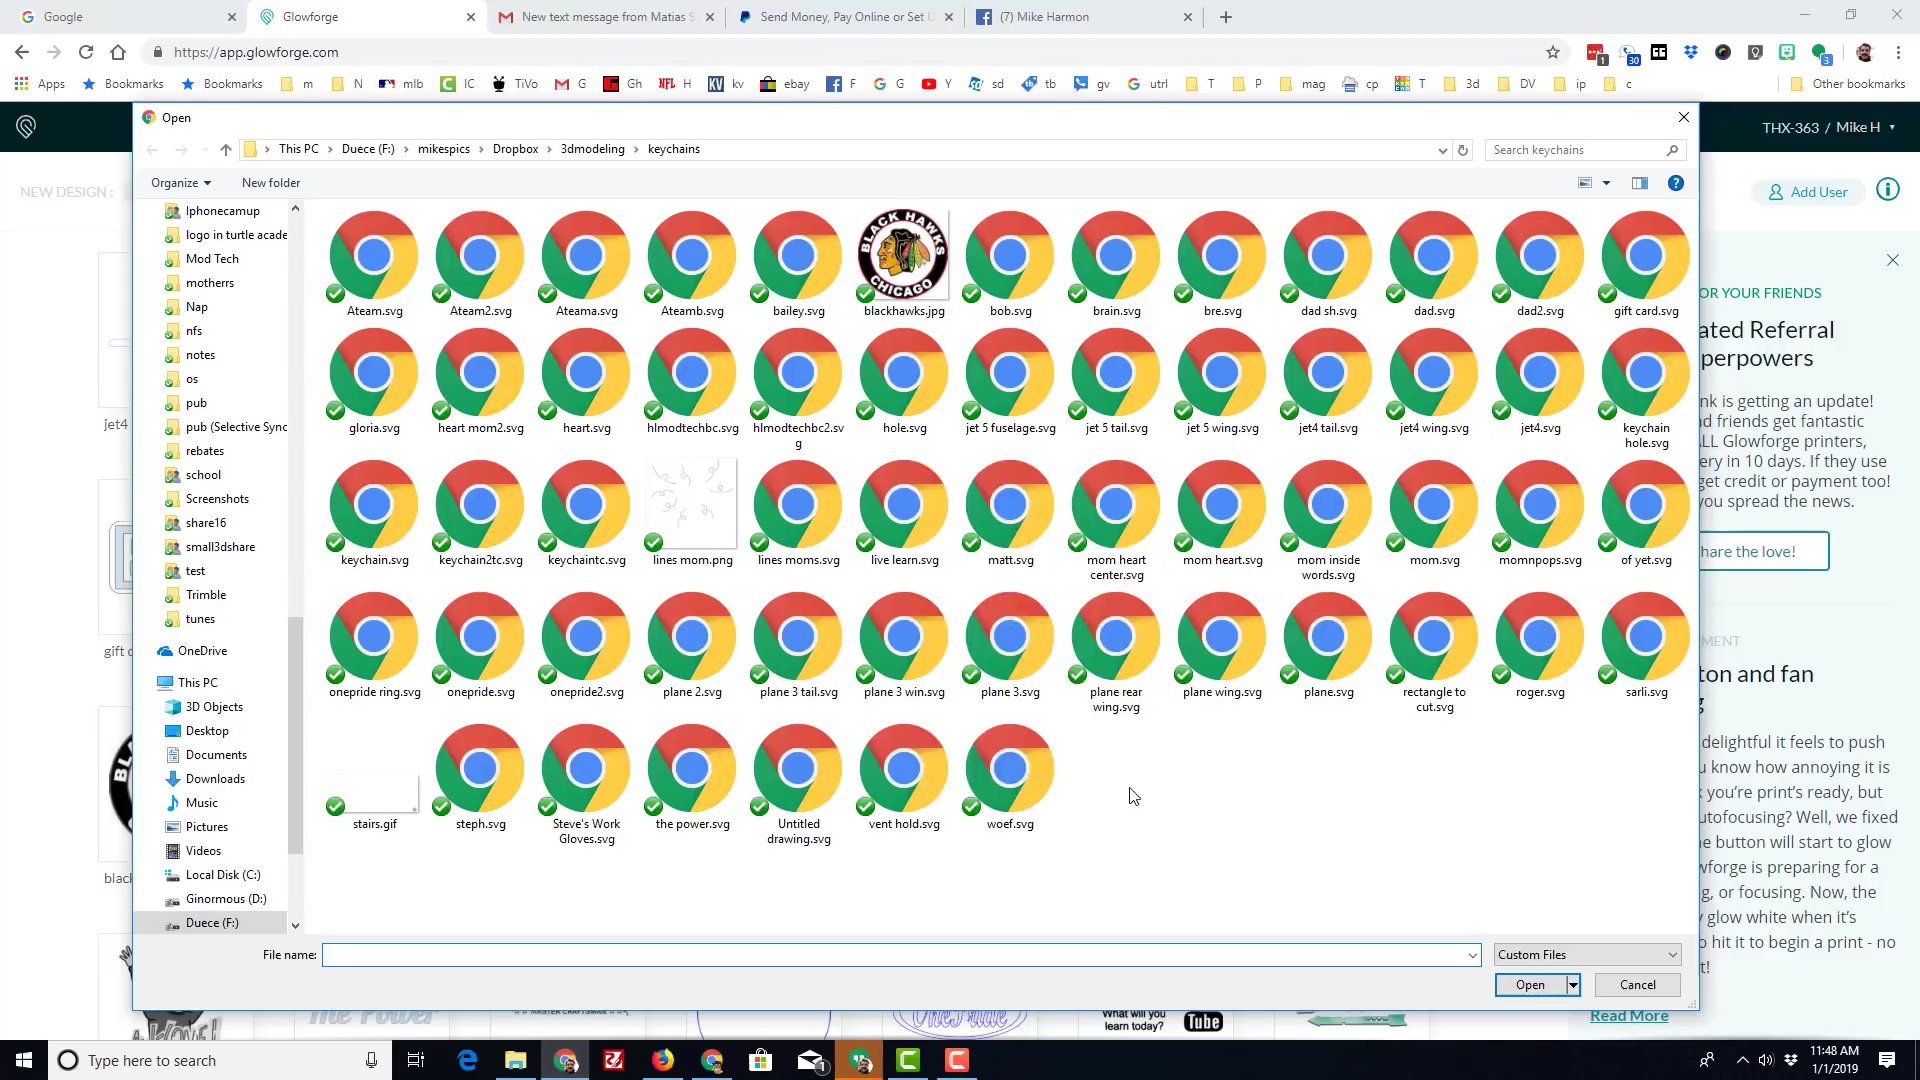 Google
Glowforge
New text message from Matias S
Send Money, Pay Online or Set U
(7) Mike Harmon
https://app.glowforge.com
1
30
3
Apps
Bookmarks
Bookmarks
m
N
mlb
IC
TiVo
G
Gh
H
kv
ebay
F
G
Y
sd
tb
gv
utrl
T
P
mag
cp
T
3d
DV
ip
c
Other bookmarks
THX-363 / Mike H
NEW DESIGN :
Add User
Open
This PC
Duece (F:)
mikespics
Dropbox
3dmodeling
keychains
Search keychains
Organize
New folder
Iphonecamup
logo in turtle acade
Mod Tech
motherrs
Nap
nfs
notes
os
pub
pub (Selective Sync
rebates
school
Screenshots
share16
small3dshare
test
Trimble
tunes
OneDrive
This PC
3D Objects
Desktop
Documents
Downloads
Music
Pictures
Videos
Local Disk (C:)
Ginormous (D:)
Duece (F:)
BLACK HAWKS
CHICAGO
Ateam.svg
Ateam2.svg
Ateama.svg
Ateamb.svg
bailey.svg
blackhawks.jpg
bob.svg
brain.svg
bre.svg
dad sh.svg
dad.svg
dad2.svg
gift card.svg
gloria.svg
heart mom2.svg
heart.svg
hlmodtechbc.svg
hlmodtechbc2.sv
g
hole.svg
jet 5 fuselage.svg
jet 5 tail.svg
jet 5 wing.svg
jet4 tail.svg
jet4 wing.svg
jet4.svg
keychain
hole.svg
keychain.svg
keychain2tc.svg
keychaintc.svg
lines mom.png
lines moms.svg
live learn.svg
matt.svg
mom heart
center.svg
mom heart.svg
mom inside
words.svg
mom.svg
momnpops.svg
of yet.svg
onepride ring.svg
onepride.svg
onepride2.svg
plane 2.svg
plane 3 tail.svg
plane 3 win.svg
plane 3.svg
plane rear
wing.svg
plane wing.svg
plane.svg
rectangle to
cut.svg
roger.svg
sarli.svg
stairs.gif
steph.svg
Steve's Work
Gloves.svg
the power.svg
Untitled
drawing.svg
vent hold.svg
woef.svg
File name:
Custom Files
Open
Cancel
jet4
gift c
BL
black
OR YOUR FRIENDS
ated Referral
perpowers
nk is getting an update!
d friends get fantastic
LL Glowforge printers,
ery in 10 days. If they use
get credit or payment too!
you spread the news.
hare the love!
MENT
ton and fan
delightful it feels to push
u know how annoying it is
k you're print's ready, but
utofocusing? Well, we fixed
e button will start to glow
wforge is preparing for a
g, or focusing. Now, the
y glow white when it's
o hit it to begin a print - no
t!
Read More
The Power
MASTER CRAFTSMAN
OnePride
What will you
learn today?
Tube
Type here to search
1
11:48 AM
1/1/2019